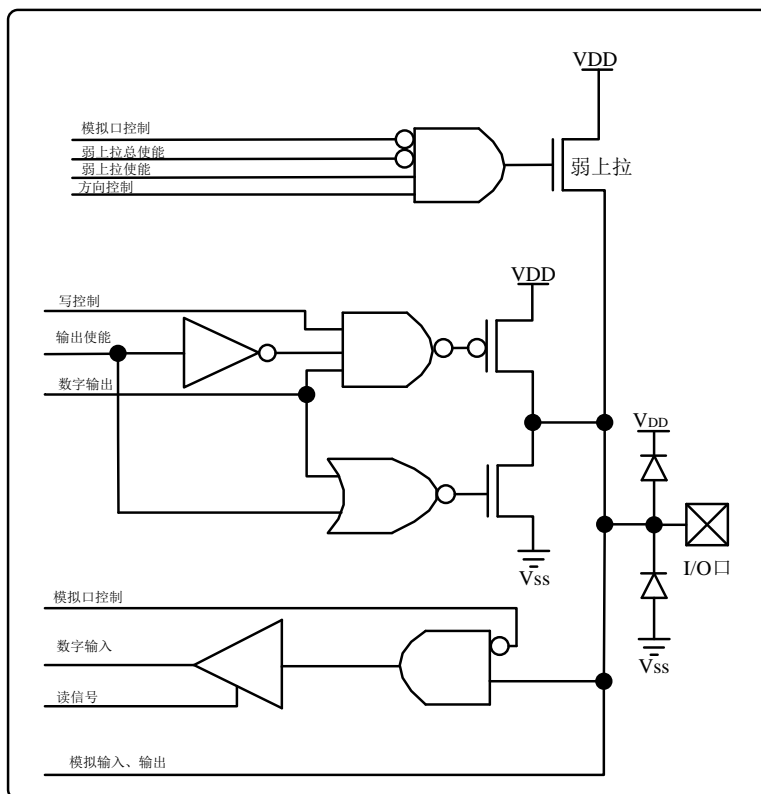 VDD
模拟口控制
弱上拉总使能
弱上拉使能
方向控制
弱上拉
VDD
写控制
输出使能
数字输出
VDD
I/O口
Vss
Vss
模拟口控制
数字输入
读信号
模拟输入、输出